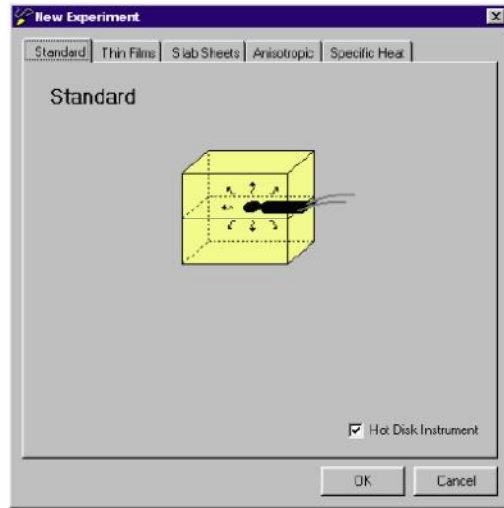 New Experiment
Standard Thin Films Slab Sheets Anisotropic Specific Heat
Standard
Hot Disk Instrument
OK Cancel